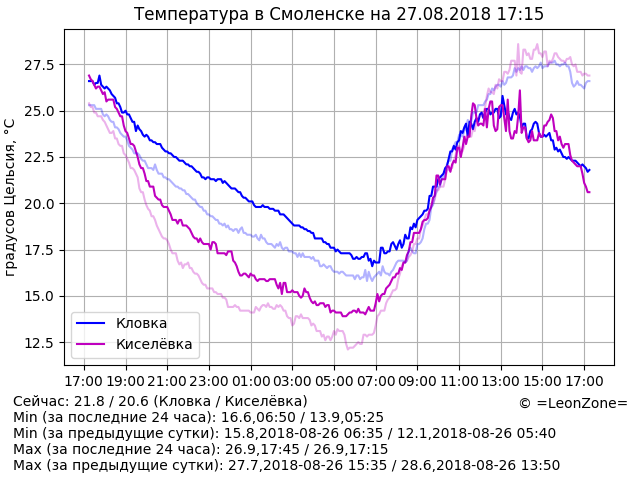 Температура в Смоленске на 27.08.2018 17:15
градусов Цельсия, °C
27.5
25.0
22.5
20.0
17.5
15.0
12.5
Кловка
Киселёвка
17:00 19:00 21:00 23:00 01:00 03:00 05:00 07:00 09:00 11:00 13:00 15:00 17:00
Сейчас: 21.8 / 20.6 (Кловка / Киселёвка)
© =LeonZone=
Min (за последние 24 часа): 16.6,06:50 / 13.9,05:25
Min (за предыдущие сутки): 15.8,2018-08-26 06:35 / 12.1,2018-08-26 05:40
Max (за последние 24 часа): 26.9,17:45 / 26.9,17:15
Max (за предыдущие сутки): 27.7,2018-08-26 15:35 / 28.6,2018-08-26 13:50